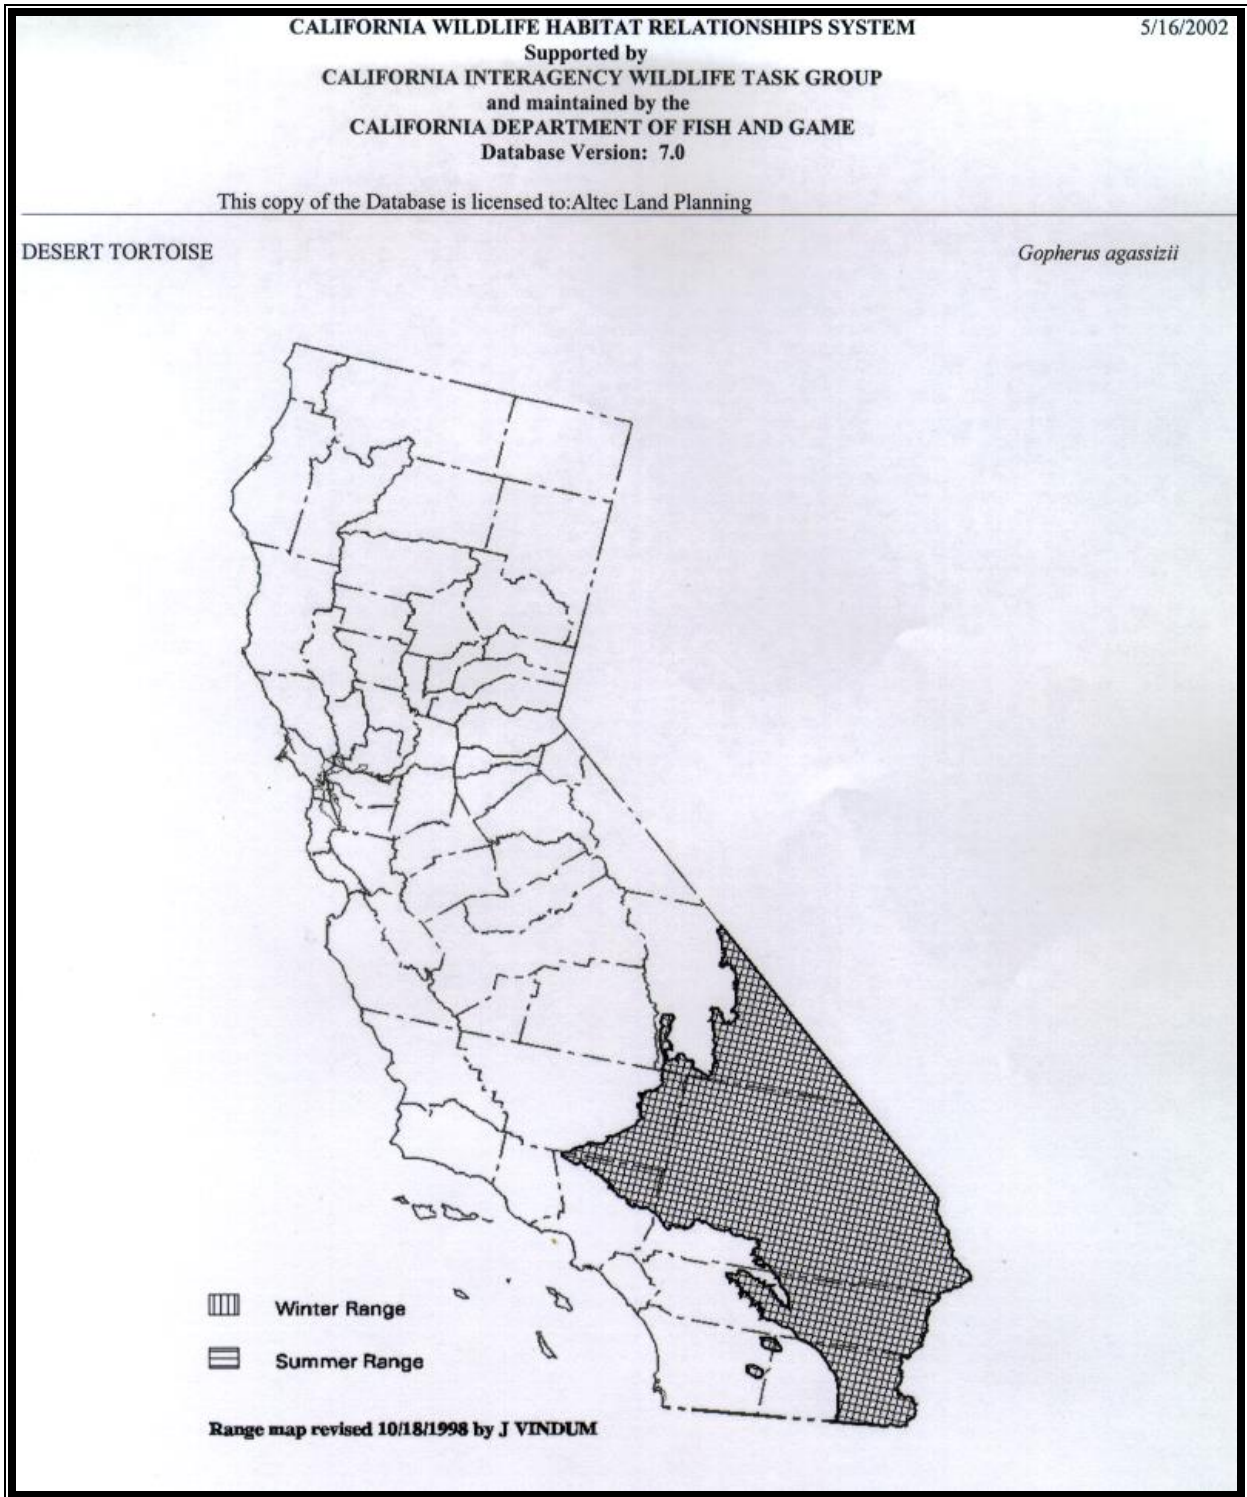 CALIFORNIA WILDLIFE HABITAT RELATIONSHIPS SYSTEM 5/16/2002
Supported by
CALIFORNIA INTERAGENCY WILDLIFE TASK GROUP
and maintained by the
CALIFORNIA DEPARTMENT OF FISH AND GAME
Database Version: 7.0
This copy of the Database is licensed to:Altec Land Planning
DESERT TORTOISE Gopherus agassizii
Winter Range
Summer Range
Range map revised 10/18/1998 by J VINDUM